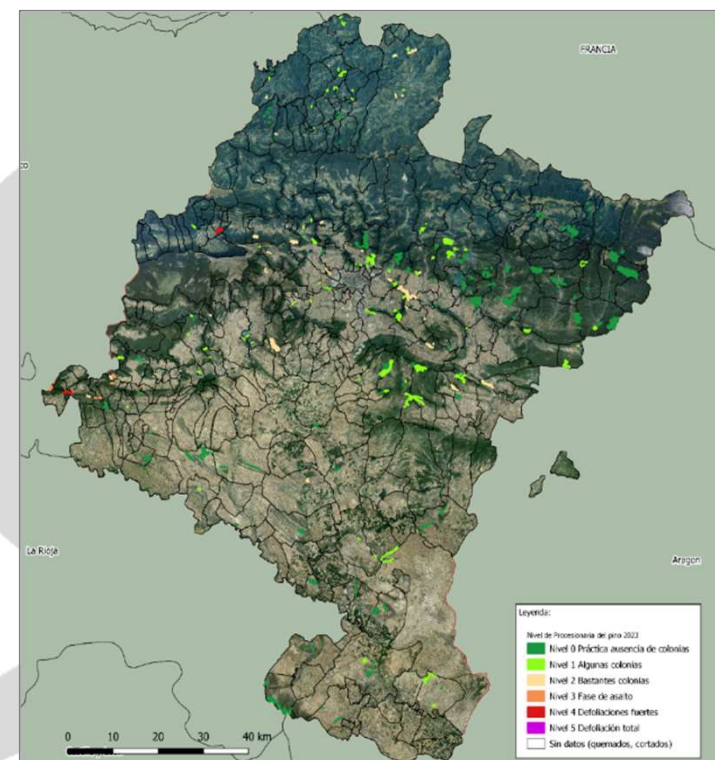 FRANCIA
La Rioja
Aragon
Leyenda:
Nivel de Procesionaria del pino 2023
Nivel 0 Práctica ausencia de colonias
Nivel 1 Algunas colonias
Nivel 2 Bastantes colonias
Nivel 3 Fase de asalto
Nivel 4 Defoliaciones fuertes
Nivel 5 Defoliación total
Sin datos (quemados, cortados)
0 10 20 30 40 km